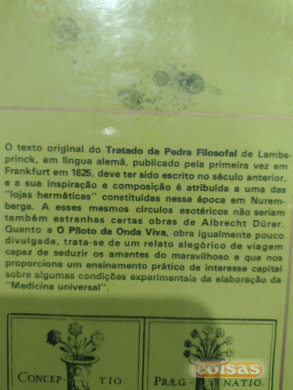 O texto original do Tratado da Pedra Filosofal de Lambs-
princk, em língua alemã, publicado pela primeira vez em
Frankfurt em 1625, deve ter sido escrito no século anterior,
e a sua inspiração e composição é atribuída a uma das
"lojas herméticas" constituídas nessa época em Nurem-
berga. A esses mesmos círculos esotéricos não seriam
também estranhas certas obras de Albrecht Dürer.
Quanto a O Piloto da Onda Viva, obra igualmente pouco
divulgada, trata-se de um relato alegórico de viagem
capaz de seduzir os amantes do maravilhoso e que nos
proporciona um ensinamento prático de interesse capital
sobre algumas condições experimentais da elaboração da
"Medicina universal".
CONCEP- TIO.
PRÆG- NATIO.
coisas